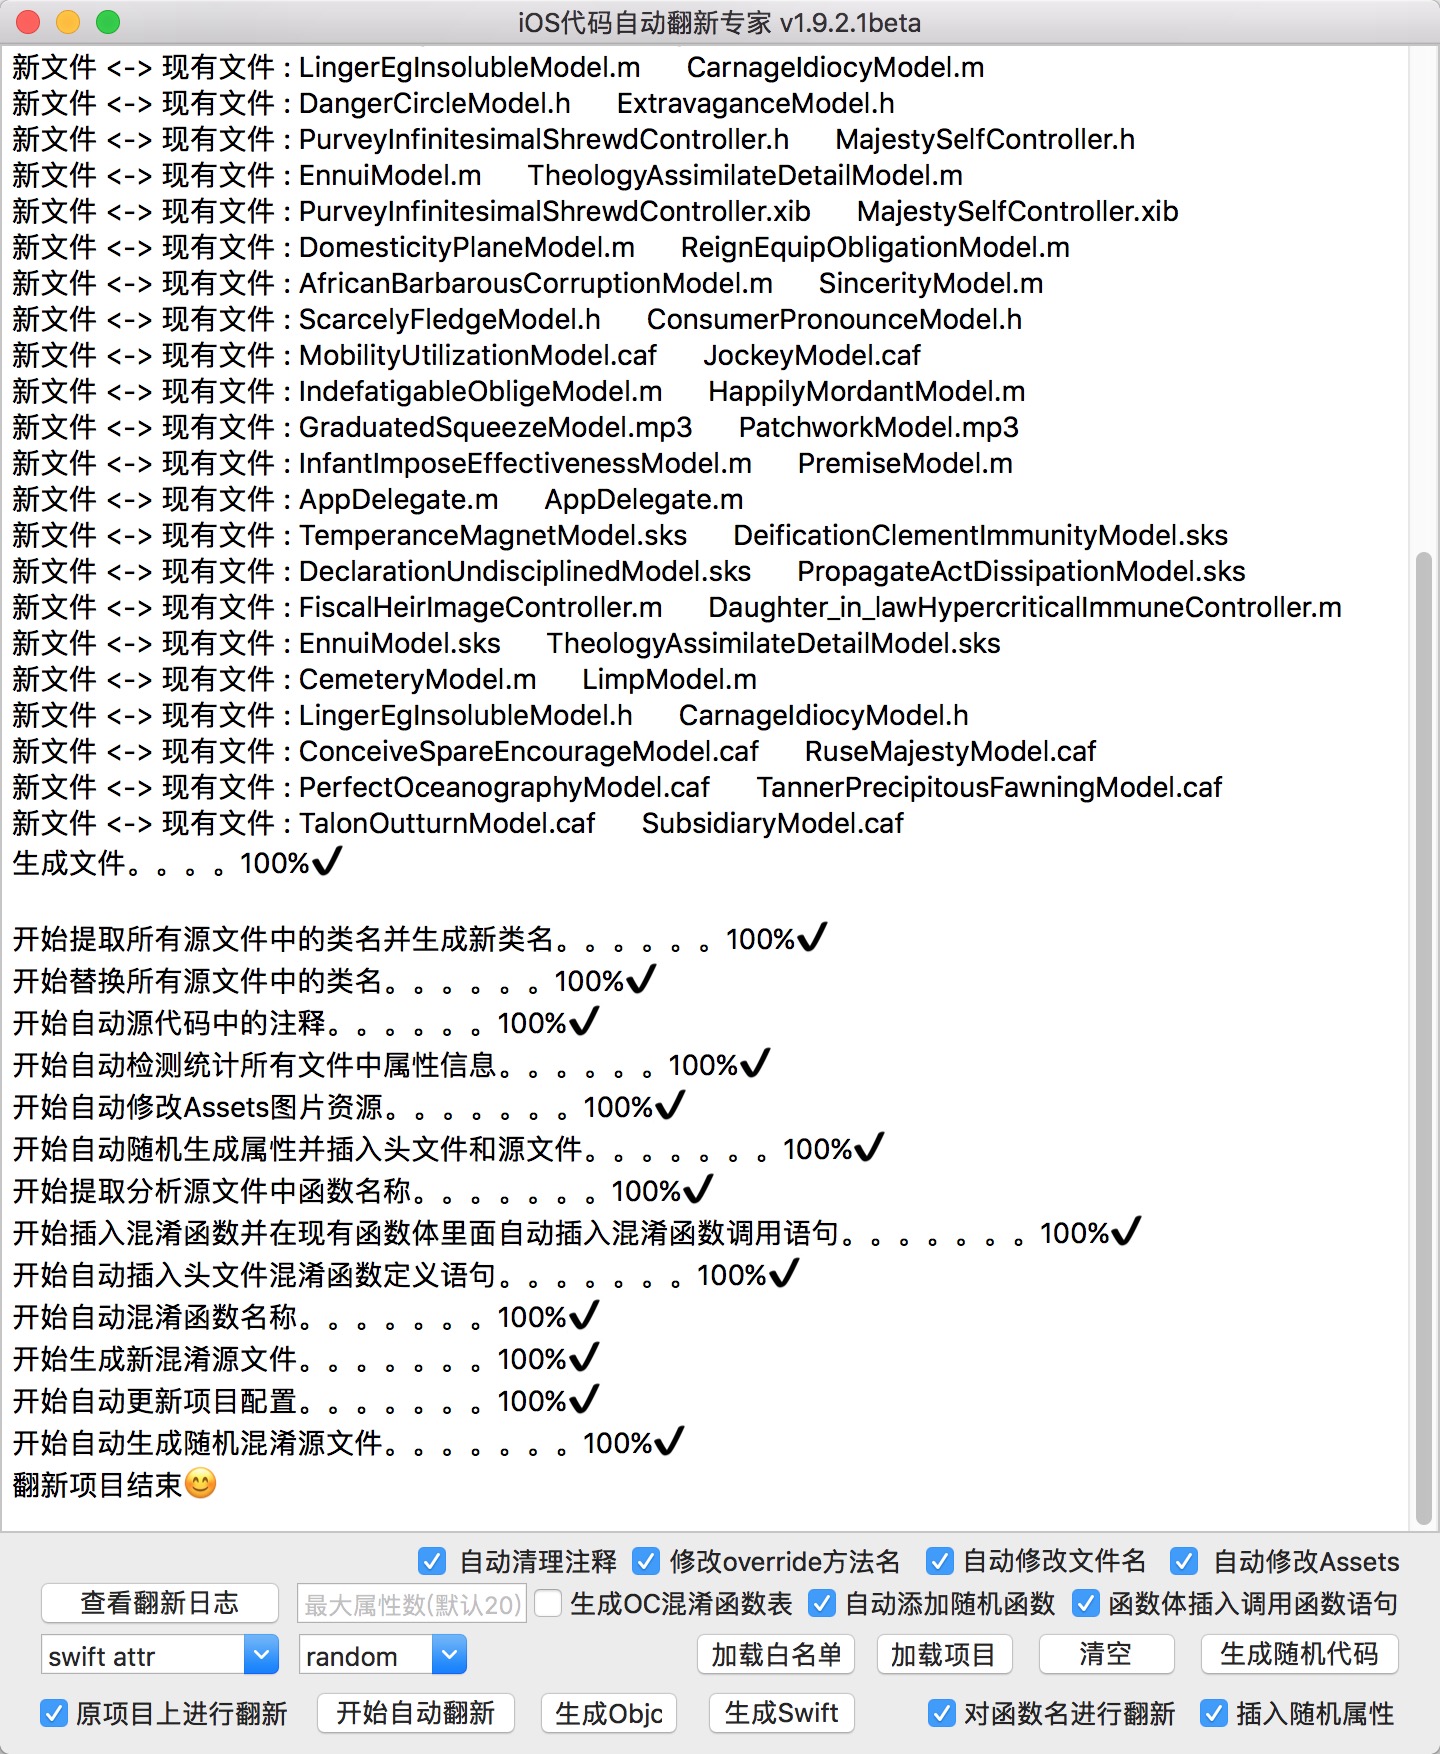 iOS代码自动翻新专家 v1.9.2.1beta
新文件 <-> 现有文件 : LingerEgInsolubleModel.m CarnageIdiocyModel.m
新文件 <-> 现有文件 : DangerCircleModel.h ExtravaganceModel.h
新文件 <-> 现有文件 : PurveyInfinitesimalShrewdController.h MajestySelfController.h
新文件 <-> 现有文件 : EnnuiModel.m TheologyAssimilateDetailModel.m
新文件 <-> 现有文件 : PurveyInfinitesimalShrewdController.xib MajestySelfController.xib
新文件 <-> 现有文件 : DomesticityPlaneModel.m ReignEquipObligationModel.m
新文件 <-> 现有文件 : AfricanBarbarousCorruptionModel.m SincerityModel.m
新文件 <-> 现有文件 : ScarcelyFledgeModel.h ConsumerPronounceModel.h
新文件 <-> 现有文件 : MobilityUtilizationModel.caf JockeyModel.caf
新文件 <-> 现有文件 : IndefatigableObligeModel.m HappilyMordantModel.m
新文件 <-> 现有文件 : GraduatedSqueezeModel.mp3 PatchworkModel.mp3
新文件 <-> 现有文件 : InfantImposeEffectivenessModel.m PremiseModel.m
新文件 <-> 现有文件 : AppDelegate.m AppDelegate.m
新文件 <-> 现有文件 : TemperanceMagnetModel.sks DeificationClementImmunityModel.sks
新文件 <-> 现有文件 : DeclarationUndisciplinedModel.sks PropagateActDissipationModel.sks
新文件 <-> 现有文件 : FiscalHeirImageController.m Daughter_in_lawHypercriticalImmuneController.m
新文件 <-> 现有文件 : EnnuiModel.sks TheologyAssimilateDetailModel.sks
新文件 <-> 现有文件 : CemeteryModel.m LimpModel.m
新文件 <-> 现有文件 : LingerEgInsolubleModel.h CarnageIdiocyModel.h
新文件 <-> 现有文件 : ConceiveSpareEncourageModel.caf RuseMajestyModel.caf
新文件 <-> 现有文件 : PerfectOceanographyModel.caf TannerPrecipitousFawningModel.caf
新文件 <-> 现有文件 : TalonOutturnModel.caf SubsidiaryModel.caf
生成文件。。。。100%✔
开始提取所有源文件中的类名并生成新类名。。。。。。100%✔
开始替换所有源文件中的类名。。。。。。100%✔
开始自动源代码中的注释。。。。。。100%✔
开始自动检测统计所有文件中属性信息。。。。。。100%✔
开始自动修改Assets图片资源。。。。。。。100%✔
开始自动随机生成属性并插入头文件和源文件。。。。。。。100%✔
开始提取分析源文件中函数名称。。。。。。。100%✔
开始插入混淆函数并在现有函数体里面自动插入混淆函数调用语句。。。。。。。100%✔
开始自动插入头文件混淆函数定义语句。。。。。。。100%✔
开始自动混淆函数名称。。。。。。。100%✔
开始生成新混淆源文件。。。。。。。100%✔
开始自动更新项目配置。。。。。。。100%✔
开始自动生成随机混淆源文件。。。。。。。100%✔
翻新项目结束😊
自动清理注释 修改override方法名 自动修改文件名 自动修改Assets
查看翻新日志 最大属性数(默认20) 生成OC混淆函数表 自动添加随机函数 函数体插入调用函数语句
swift attr random 加载白名单 加载项目 清空 生成随机代码
原项目上进行翻新 开始自动翻新 生成Objc 生成Swift 对函数名进行翻新 插入随机属性